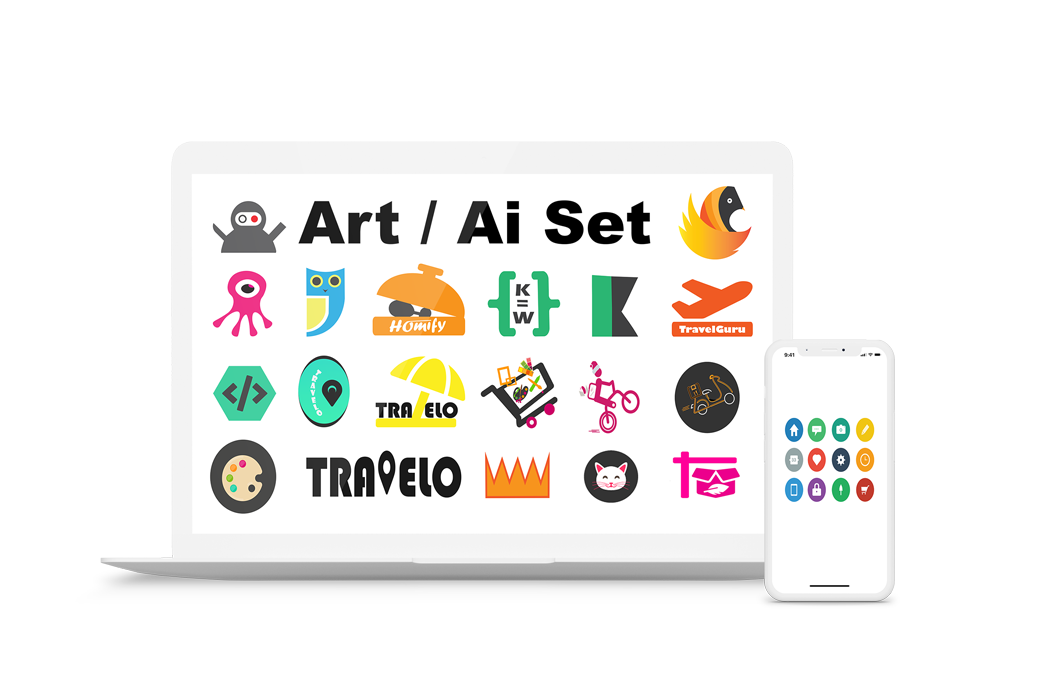 Art / Ai Set
HOmify
K
=
W
TravelGuru
</>
TRAVELO
TRAVELO
TRAVELO
9:41